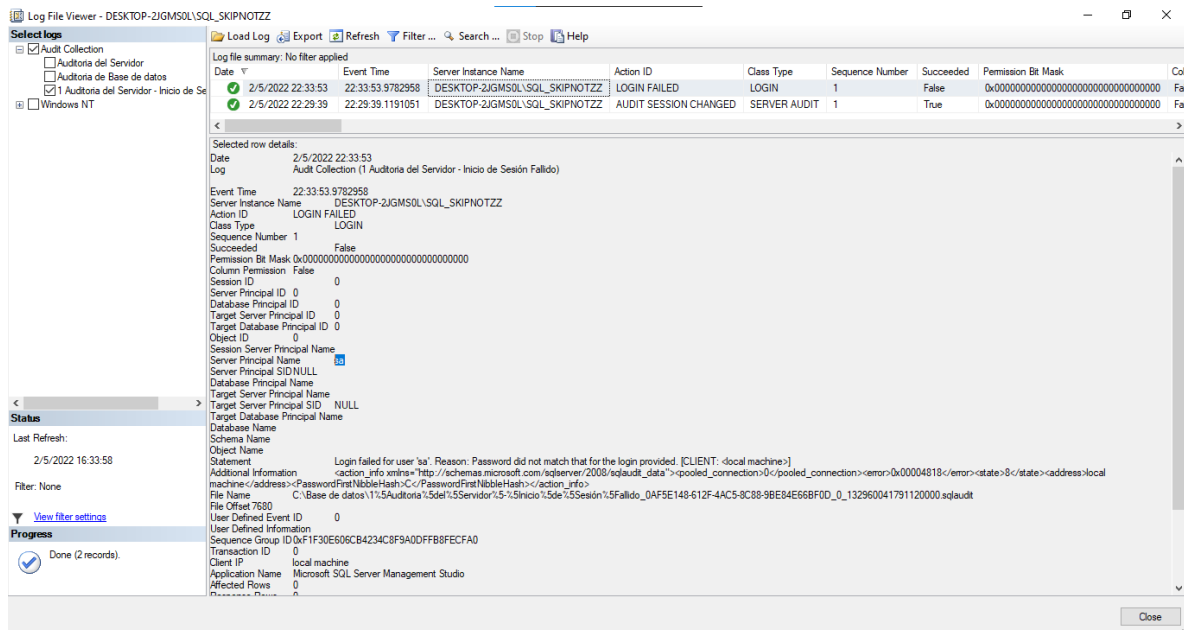 Log File Viewer - DESKTOP-2JGMS0L\SQL_SKIPNOTZZ
Select logs
Audit Collection
Auditoria del Servidor
Auditoria de Base de datos
1 Auditoria del Servidor - Inicio de Se
Windows NT
Load Log Export Refresh Filter ... Search ... Stop Help
Log file summary: No filter applied
Date Event Time Server Instance Name Action ID Class Type Sequence Number Succeeded Permission Bit Mask Col
2/5/2022 22:33:53 22:33:53.9782958 DESKTOP-2JGMS0L\SQL_SKIPNOTZZ LOGIN FAILED LOGIN 1 False 0x00000000000000000000000000000000 Fa
2/5/2022 22:29:39 22:29:39.1191051 DESKTOP-2JGMS0L\SQL_SKIPNOTZZ AUDIT SESSION CHANGED SERVER AUDIT 1 True 0x00000000000000000000000000000000 Fa
Selected row details:
Date 2/5/2022 22:33:53
Log Audit Collection (1 Auditoria del Servidor - Inicio de Sesión Fallido)
Event Time 22:33:53.9782958
Server Instance Name DESKTOP-2JGMS0L\SQL_SKIPNOTZZ
Action ID LOGIN FAILED
Class Type LOGIN
Sequence Number 1
Succeeded False
Permission Bit Mask 0x00000000000000000000000000000000
Column Permission False
Session ID 0
Server Principal ID 0
Database Principal ID 0
Target Server Principal ID 0
Target Database Principal ID 0
Object ID 0
Session Server Principal Name
Server Principal Name sa
Server Principal SID NULL
Database Principal Name
Target Server Principal Name
Target Server Principal SID NULL
Target Database Principal Name
Database Name
Schema Name
Object Name
Statement Login failed for user 'sa'. Reason: Password did not match that for the login provided. [CLIENT: <local machine>]
Additional Information <action_info xmlns="http://schemas.microsoft.com/sqlserver/2008/sqlaudit_data"><pooled_connection>0</pooled_connection><error>0x00004818</error><state>8</state><address>local
machine</address><PasswordFirstNibbleHash>C</PasswordFirstNibbleHash></action_info>
File Name C:\Base de datos\1%5Auditoria%5del%5Servidor%5-%5Inicio%5de%5Sesión%5Fallido_0AF5E148-612F-4AC5-8C88-9BE84E66BF0D_0_132960041791120000.sqlaudit
File Offset 7680
User Defined Event ID 0
User Defined Information
Sequence Group ID 0xF1F30E606CB4234C8F9A0DFFB8FECFA0
Transaction ID 0
Client IP local machine
Application Name Microsoft SQL Server Management Studio
Affected Rows 0
Response Rows 0
Status
Last Refresh:
2/5/2022 16:33:58
Filter: None
View filter settings
Progress
Done (2 records).
Close